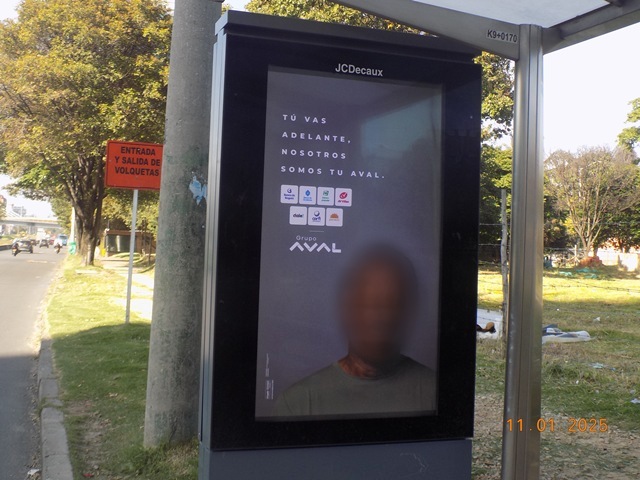 K9+0170
JCDecaux
ENTRADA
Y SALIDA DE
VOLQUETAS
TÚ VAS
ADELANTE,
NOSOTROS
SOMOS TU AVAL.
dale!
Grupo
AVAL
11.01.2025